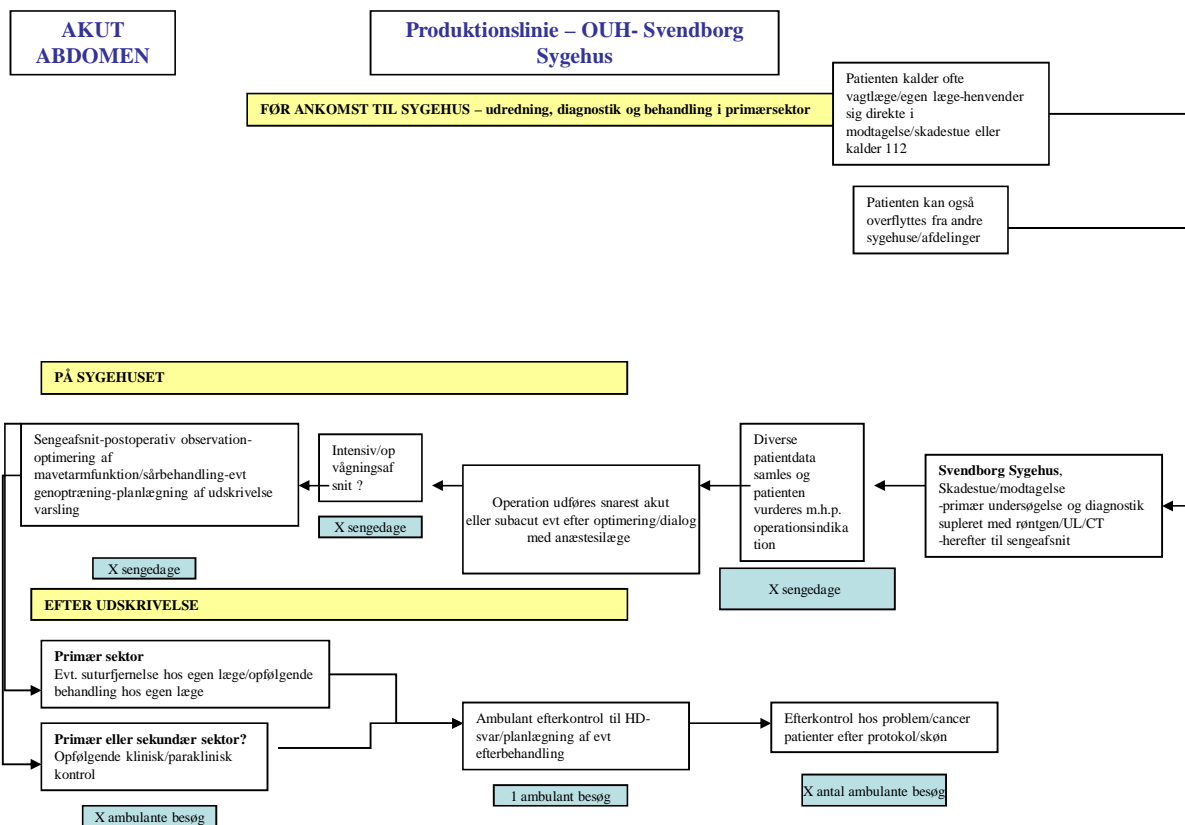 AKUT
ABDOMEN
Produktionslinie – OUH- Svendborg
Sygehus
FØR ANKOMST TIL SYGEHUS – udredning, diagnostik og behandling i primærsektor
Patienten kalder ofte
vagtlæge/egen læge-henvender
sig direkte i
modtagelse/skadestue eller
kalder 112
Patienten kan også
overflyttes fra andre
sygehuse/afdelinger
PÅ SYGEHUSET
Sengeafsnit-postoperativ observation-
optimering af
mavetarmfunktion/sårbehandling-evt
genoptræning-planlægning af udskrivelse
varsling
X sengedage
Intensiv/op
vågningsaf
snit ?
X sengedage
Operation udføres snarest akut
eller subacut evt efter optimering/dialog
med anæstesilæge
Diverse
patientdata
samles og
patienten
vurderes m.h.p.
operationsindika
tion
X sengedage
Svendborg Sygehus,
Skadestue/modtagelse
-primær undersøgelse og diagnostik
supleret med røntgen/UL/CT
-herefter til sengeafsnit
EFTER UDSKRIVELSE
Primær sektor
Evt. suturfjernelse hos egen læge/opfølgende
behandling hos egen læge
Primær eller sekundær sektor?
Opfølgende klinisk/paraklinisk
kontrol
X ambulante besøg
Ambulant efterkontrol til HD-
svar/planlægning af evt
efterbehandling
1 ambulant besøg
Efterkontrol hos problem/cancer
patienter efter protokol/skøn
X antal ambulante besøg